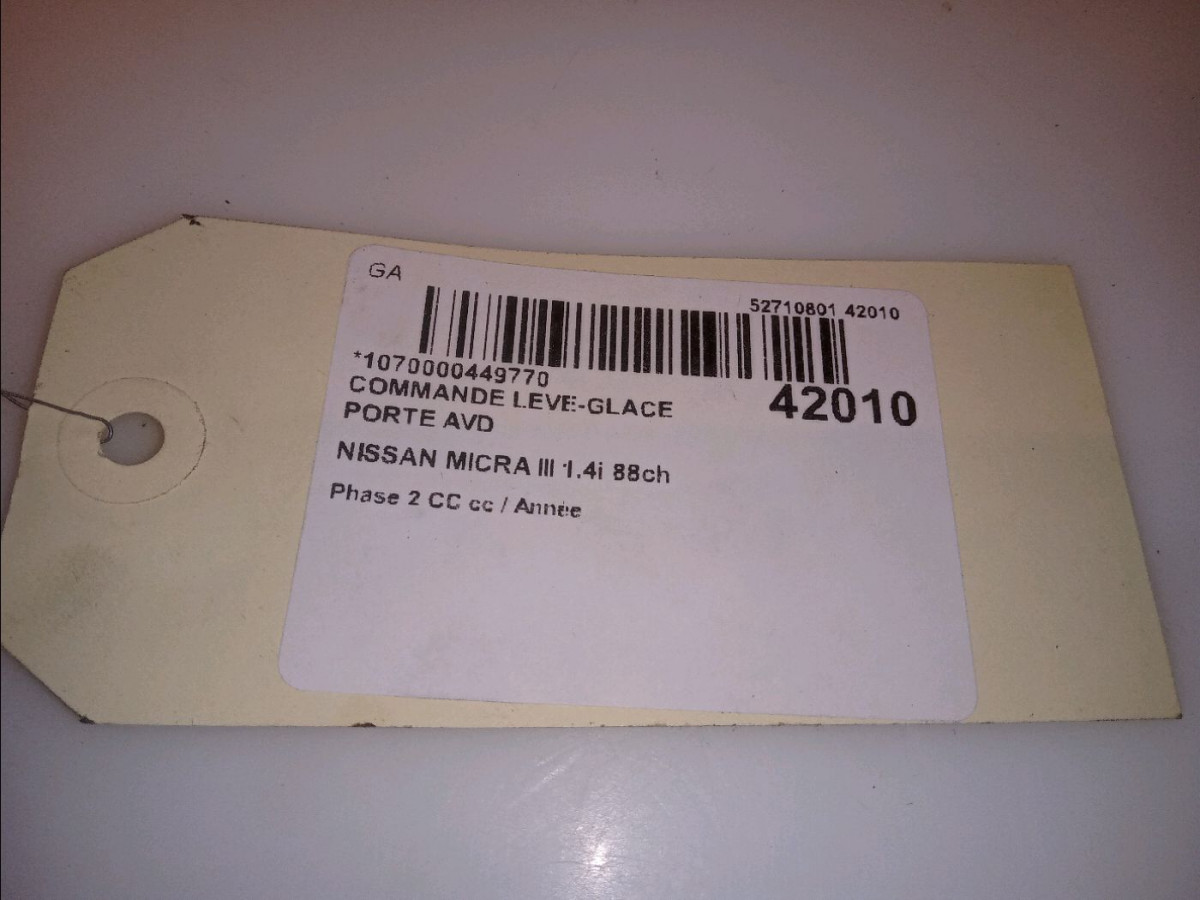 GA
52710801 42010
*1070000449770
42010
COMMANDE LEVE-GLACE
PORTE AVD
NISSAN MICRA III 1.4i 88ch
Phase 2 CC cc / Année